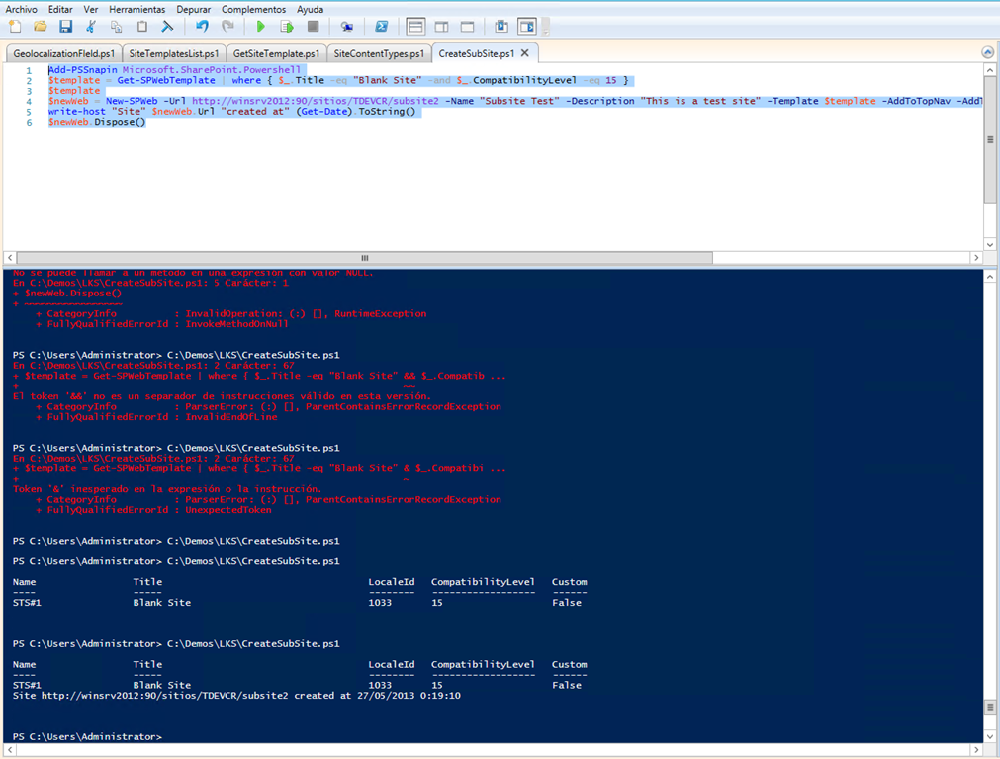 Archivo Editar Ver Herramientas Depurar Complementos Ayuda
GeolocalizationFIeld.ps1 SiteTemplatesList.ps1 GetSiteTemplate.ps1 SiteContentTypes.ps1 CreateSubSite.ps1
1 Add-PSSnapin Microsoft.SharePoint.Powershell
2 $template = Get-SPWebTemplate | where { $_.Title -eq "Blank Site" -and $_.CompatibilityLevel -eq 15 }
3 $template
4 $newWeb = New-SPWeb -Url http://winsrv2012:90/sitios/TDEVCR/subsite2 -Name "Subsite Test" -Description "This is a test site" -Template $template -AddToTopNav -Add
5 write-host "Site" $newWeb.Url "created at" (Get-Date).ToString()
6 $newWeb.Dispose()
No se puede llamar a un método en una expresión con valor NULL.
En C:\Demos\LKS\CreateSubSite.ps1: 5 Carácter: 1
+ $newWeb.Dispose()
+ ~~~~~~~~~~~~~~~~~
+ CategoryInfo : InvalidOperation: (:) [], RuntimeException
+ FullyQualifiedErrorId : InvokeMethodOnNull
PS C:\Users\Administrator> C:\Demos\LKS\CreateSubSite.ps1
En C:\Demos\LKS\CreateSubSite.ps1: 2 Carácter: 67
+ $template = Get-SPWebTemplate | where { $_.Title -eq "Blank Site" && $_.Compatib ...
+ ~~
El token '&&' no es un separador de instrucciones válido en esta versión.
+ CategoryInfo : ParserError: (:) [], ParentContainsErrorRecordException
+ FullyQualifiedErrorId : InvalidEndOfLine
PS C:\Users\Administrator> C:\Demos\LKS\CreateSubSite.ps1
En C:\Demos\LKS\CreateSubSite.ps1: 2 Carácter: 67
+ $template = Get-SPWebTemplate | where { $_.Title -eq "Blank Site" & $_.Compatibi ...
+ ~
Token '&' inesperado en la expresión o la instrucción.
+ CategoryInfo : ParserError: (:) [], ParentContainsErrorRecordException
+ FullyQualifiedErrorId : UnexpectedToken
PS C:\Users\Administrator> C:\Demos\LKS\CreateSubSite.ps1
PS C:\Users\Administrator> C:\Demos\LKS\CreateSubSite.ps1
Name Title LocaleId CompatibilityLevel Custom
---- ----- -------- ------------------ ------
STS#1 Blank Site 1033 15 False
PS C:\Users\Administrator> C:\Demos\LKS\CreateSubSite.ps1
Name Title LocaleId CompatibilityLevel Custom
---- ----- -------- ------------------ ------
STS#1 Blank Site 1033 15 False
Site http://winsrv2012:90/sitios/TDEVCR/subsite2 created at 27/05/2013 0:19:10
PS C:\Users\Administrator>